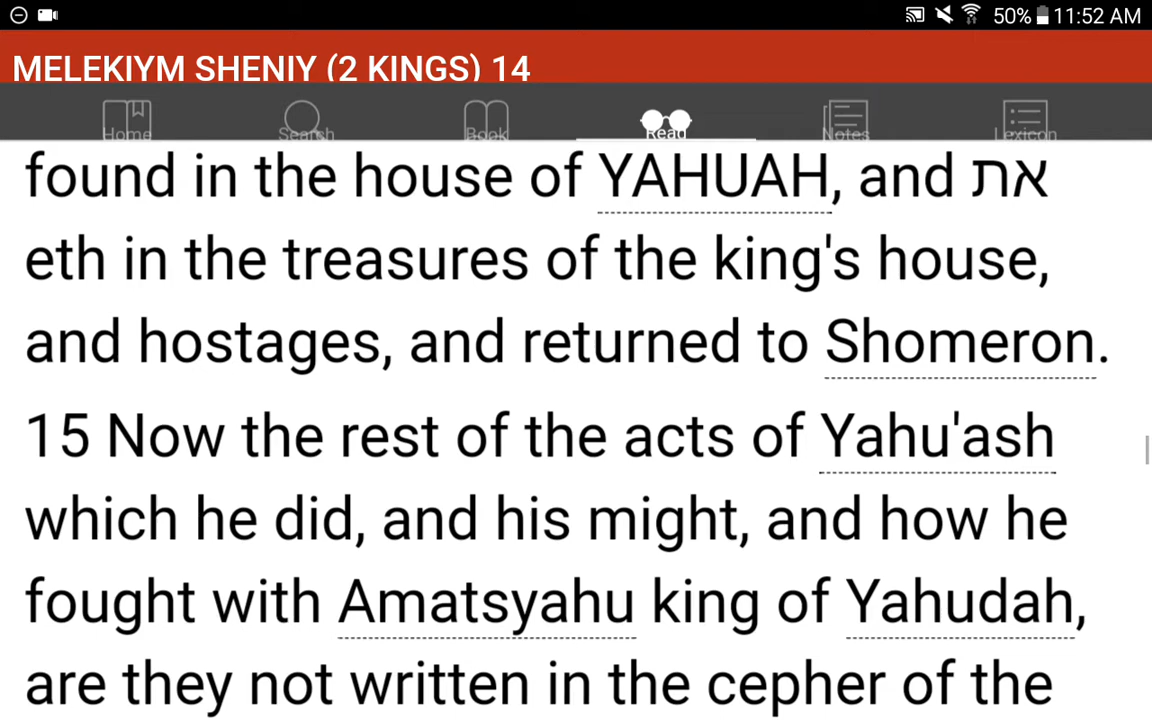 50% 11:52 AM
MELEKIYM SHENIY (2 KINGS) 14
Home Search Book Read Notes Lexicon
found in the house of YAHUAH, and את
eth in the treasures of the king's house,
and hostages, and returned to Shomeron.
15 Now the rest of the acts of Yahu'ash
which he did, and his might, and how he
fought with Amatsyahu king of Yahudah,
are they not written in the cepher of the